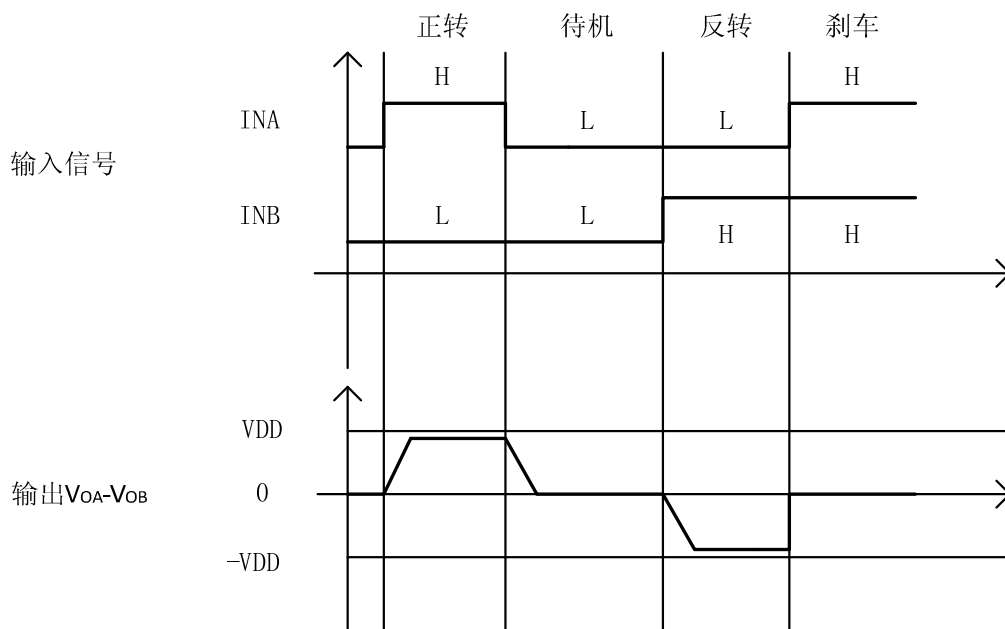 正转 待机 反转 刹车
H H
INA L L
输入信号
INB L L
H H
VDD
输出VOA-VOB 0
-VDD